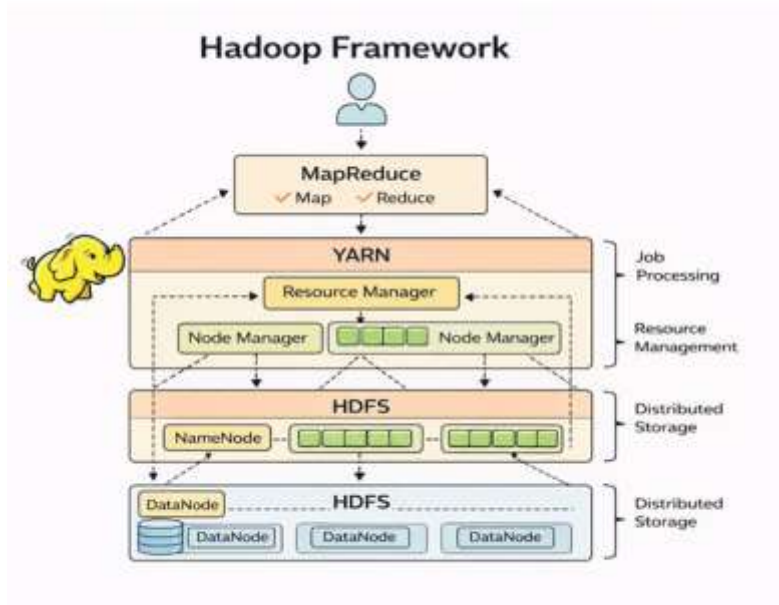 Hadoop Framework
MapReduce
Map Reduce
YARN
Resource Manager
Node Manager Node Manager
Job
Processing
Resource
Management
HDFS
NameNode
Distributed
Storage
DataNode HDFS
DataNode DataNode DataNode
Distributed
Storage